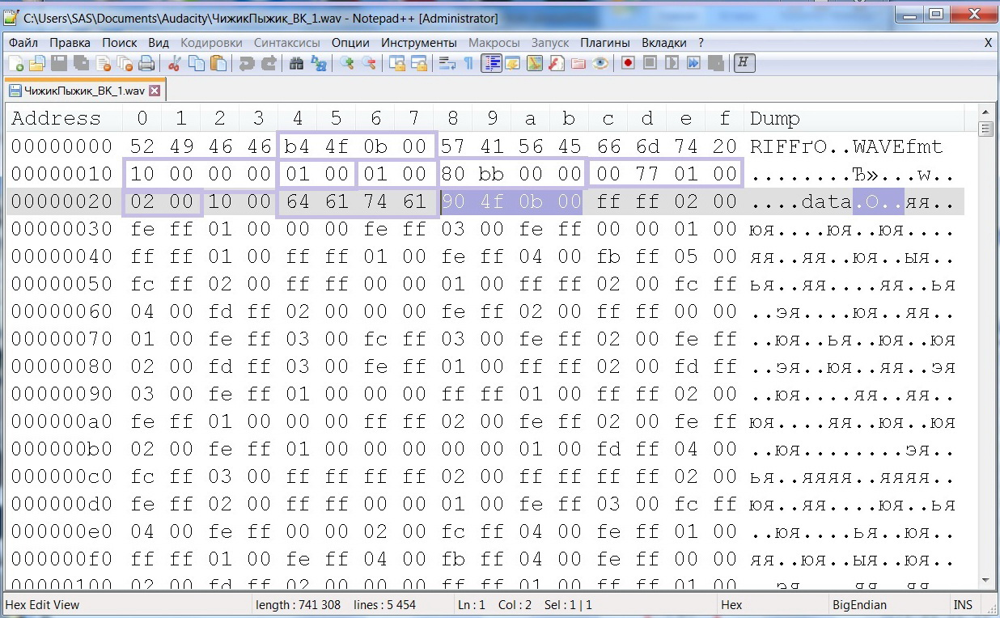 C:\Users\SAS\Documents\Audacity\ЧижикПыжик_ВК_1.wav - Notepad++ [Administrator]
Файл Правка Поиск Вид Кодировки Синтаксисы Опции Инструменты Макросы Запуск Плагины Вкладки ? X
ЧижикПыжик_ВК_1.wav
Address 0 1 2 3 4 5 6 7 8 9 a b c d e f Dump
00000000 52 49 46 46 b4 4f 0b 00 57 41 56 45 66 6d 74 20 RIFFґO..WAVEfmt
00000010 10 00 00 00 01 00 01 00 80 bb 00 00 00 77 01 00 ........Ђ»...w..
00000020 02 00 10 00 64 61 74 61 90 4f 0b 00 ff ff 02 00 ....data.O..яя..
00000030 fe ff 01 00 00 00 fe ff 03 00 fe ff 00 00 01 00 юя....юя..юя....
00000040 ff ff 01 00 ff ff 01 00 fe ff 04 00 fb ff 05 00 яя..яя..юя..ыя..
00000050 fc ff 02 00 ff ff 00 00 01 00 ff ff 02 00 fc ff ья..яя....яя..ья
00000060 04 00 fd ff 02 00 00 00 fe ff 02 00 ff ff 00 00 ..эя....юя..яя..
00000070 01 00 fe ff 03 00 fc ff 03 00 fe ff 02 00 fe ff ..юя..ья..юя..юя
00000080 02 00 fd ff 03 00 fe ff 01 00 ff ff 02 00 fd ff ..эя..юя..яя..эя
00000090 03 00 fe ff 01 00 00 00 ff ff 01 00 ff ff 02 00 ..юя....яя..яя..
000000a0 fe ff 01 00 00 00 ff ff 02 00 fe ff 02 00 fe ff юя....яя..юя..юя
000000b0 02 00 fe ff 01 00 00 00 00 00 01 00 fd ff 04 00 ..юя........эя..
000000c0 fc ff 03 00 ff ff ff ff 02 00 ff ff ff ff 02 00 ья..яяяя..яяяя..
000000d0 fe ff 02 00 ff ff 00 00 01 00 fe ff 03 00 fc ff юя..яя....юя..ья
000000e0 04 00 fe ff 00 00 02 00 fc ff 04 00 fe ff 01 00 ..юя....ья..юя..
000000f0 ff ff 01 00 fe ff 04 00 fb ff 04 00 fe ff 00 00 яя..юя..ыя..юя..
00000100 02 00 fd ff 02 00 00 00 ff ff 01 00 ff ff 01 00 ..эя....яя..яя..
Hex Edit View length : 741 308 lines : 5 454 Ln : 1 Col : 2 Sel : 1 | 1 Hex BigEndian INS